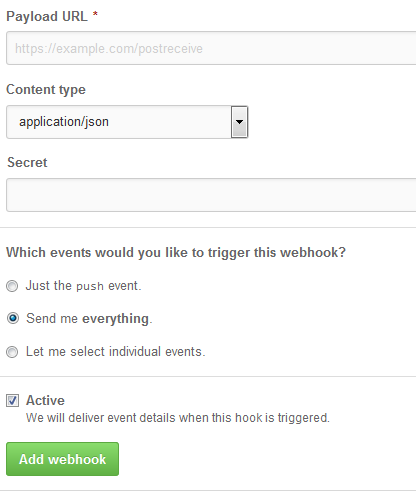 Payload URL *
https://example.com/postreceive
Content type
application/json
Secret
Which events would you like to trigger this webhook?
Just the push event.
Send me everything.
Let me select individual events.
Active
We will deliver event details when this hook is triggered.
Add webhook